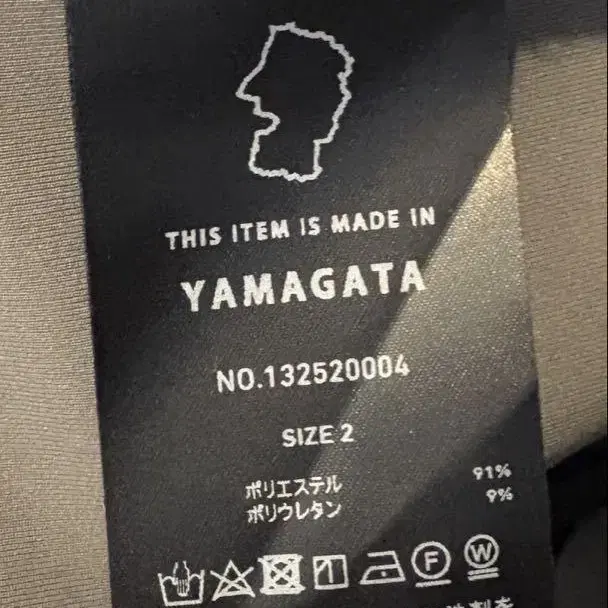 THIS ITEM IS MADE IN
YAMAGATA
NO.132520004
SIZE 2
ポリエステル 91%
ポリウレタン 9%
F W